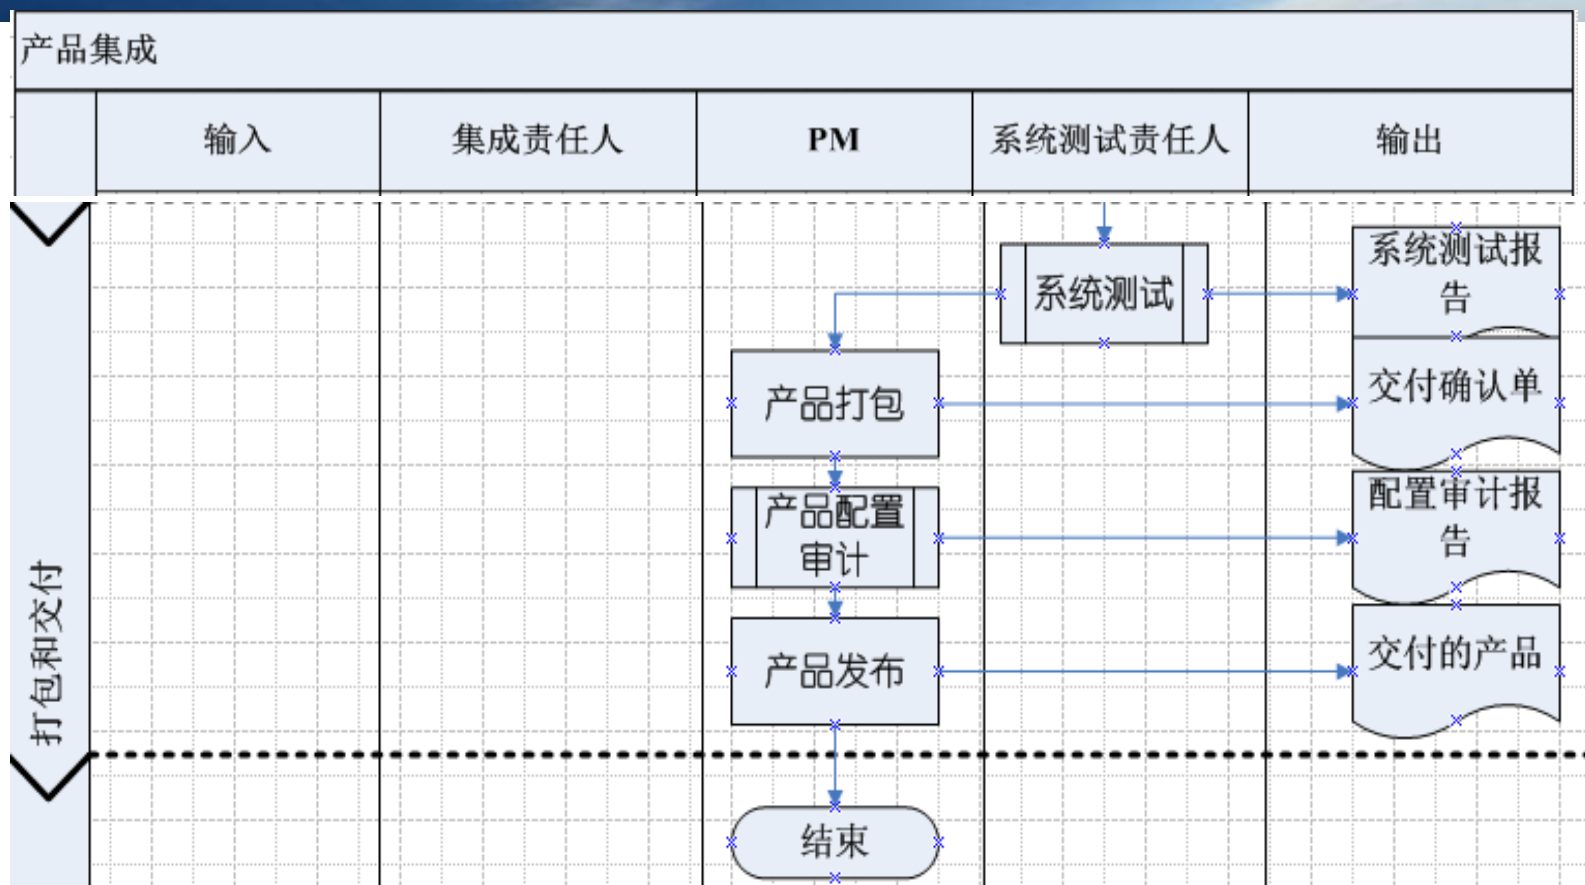 产品集成
输入
集成责任人
PM
系统测试责任人
输出
系统测试
系统测试报
告
产品打包
交付确认单
产品配置
审计
配置审计报
告
打包和交付
产品发布
交付的产品
结束